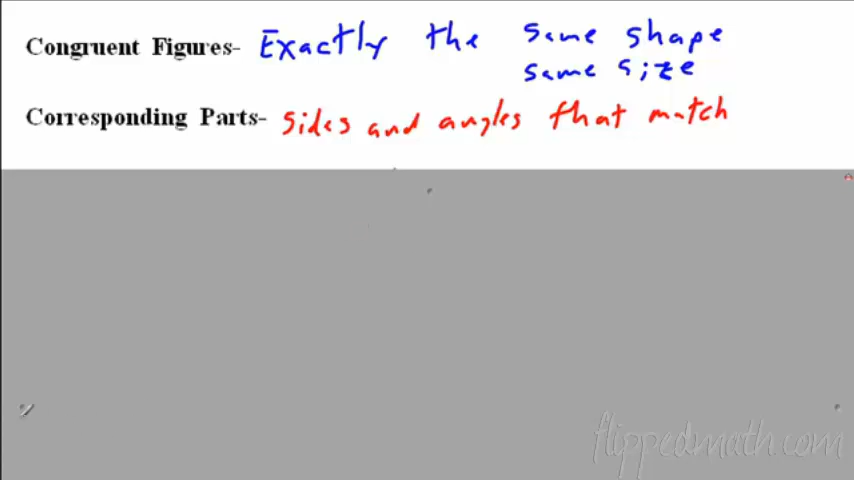 Congruent Figures- Exactly the same shape
same size
Corresponding Parts- sides and angles that match
flippedmath.com